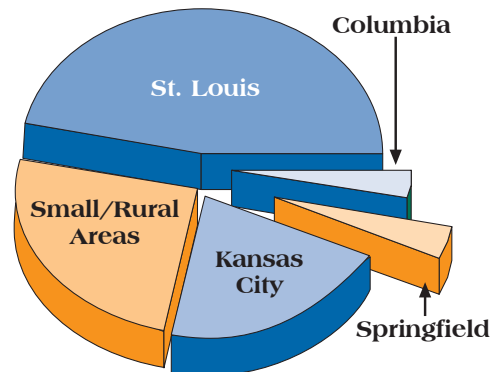 Columbia
St. Louis
Small/Rural
Areas
Kansas
City
Springfield